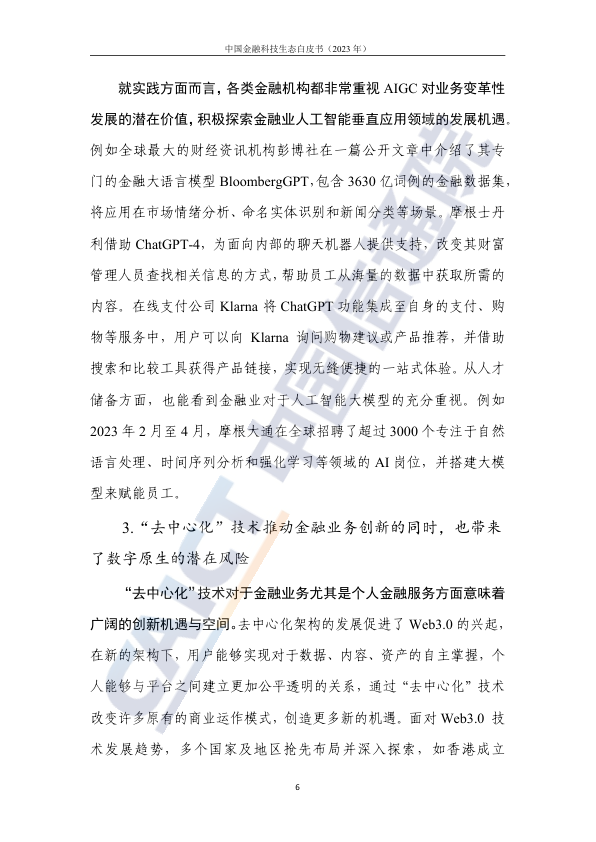 中国金融科技生态白皮书（2023 年）
就实践方面而言，各类金融机构都非常重视 AIGC 对业务变革性
发展的潜在价值，积极探索金融业人工智能垂直应用领域的发展机遇。
例如全球最大的财经资讯机构彭博社在一篇公开文章中介绍了其专
门的金融大语言模型 BloombergGPT，包含 3630 亿词例的金融数据集，
将应用在市场情绪分析、命名实体识别和新闻分类等场景。摩根士丹
利借助 ChatGPT-4，为面向内部的聊天机器人提供支持，改变其财富
管理人员查找相关信息的方式，帮助员工从海量的数据中获取所需的
内容。在线支付公司 Klarna 将 ChatGPT 功能集成至自身的支付、购
物等服务中，用户可以向 Klarna 询问购物建议或产品推荐，并借助
搜索和比较工具获得产品链接，实现无缝便捷的一站式体验。从人才
储备方面，也能看到金融业对于人工智能大模型的充分重视。例如
2023 年 2 月至 4 月，摩根大通在全球招聘了超过 3000 个专注于自然
语言处理、时间序列分析和强化学习等领域的 AI 岗位，并搭建大模
型来赋能员工。
3.“去中心化”技术推动金融业务创新的同时，也带来
了数字原生的潜在风险
“去中心化”技术对于金融业务尤其是个人金融服务方面意味着
广阔的创新机遇与空间。去中心化架构的发展促进了 Web3.0 的兴起，
在新的架构下，用户能够实现对于数据、内容、资产的自主掌握，个
人能够与平台之间建立更加公平透明的关系，通过“去中心化”技术
改变许多原有的商业运作模式，创造更多新的机遇。面对 Web3.0 技
术发展趋势，多个国家及地区抢先布局并深入探索，如香港成立
6
CAICT 中国信通院